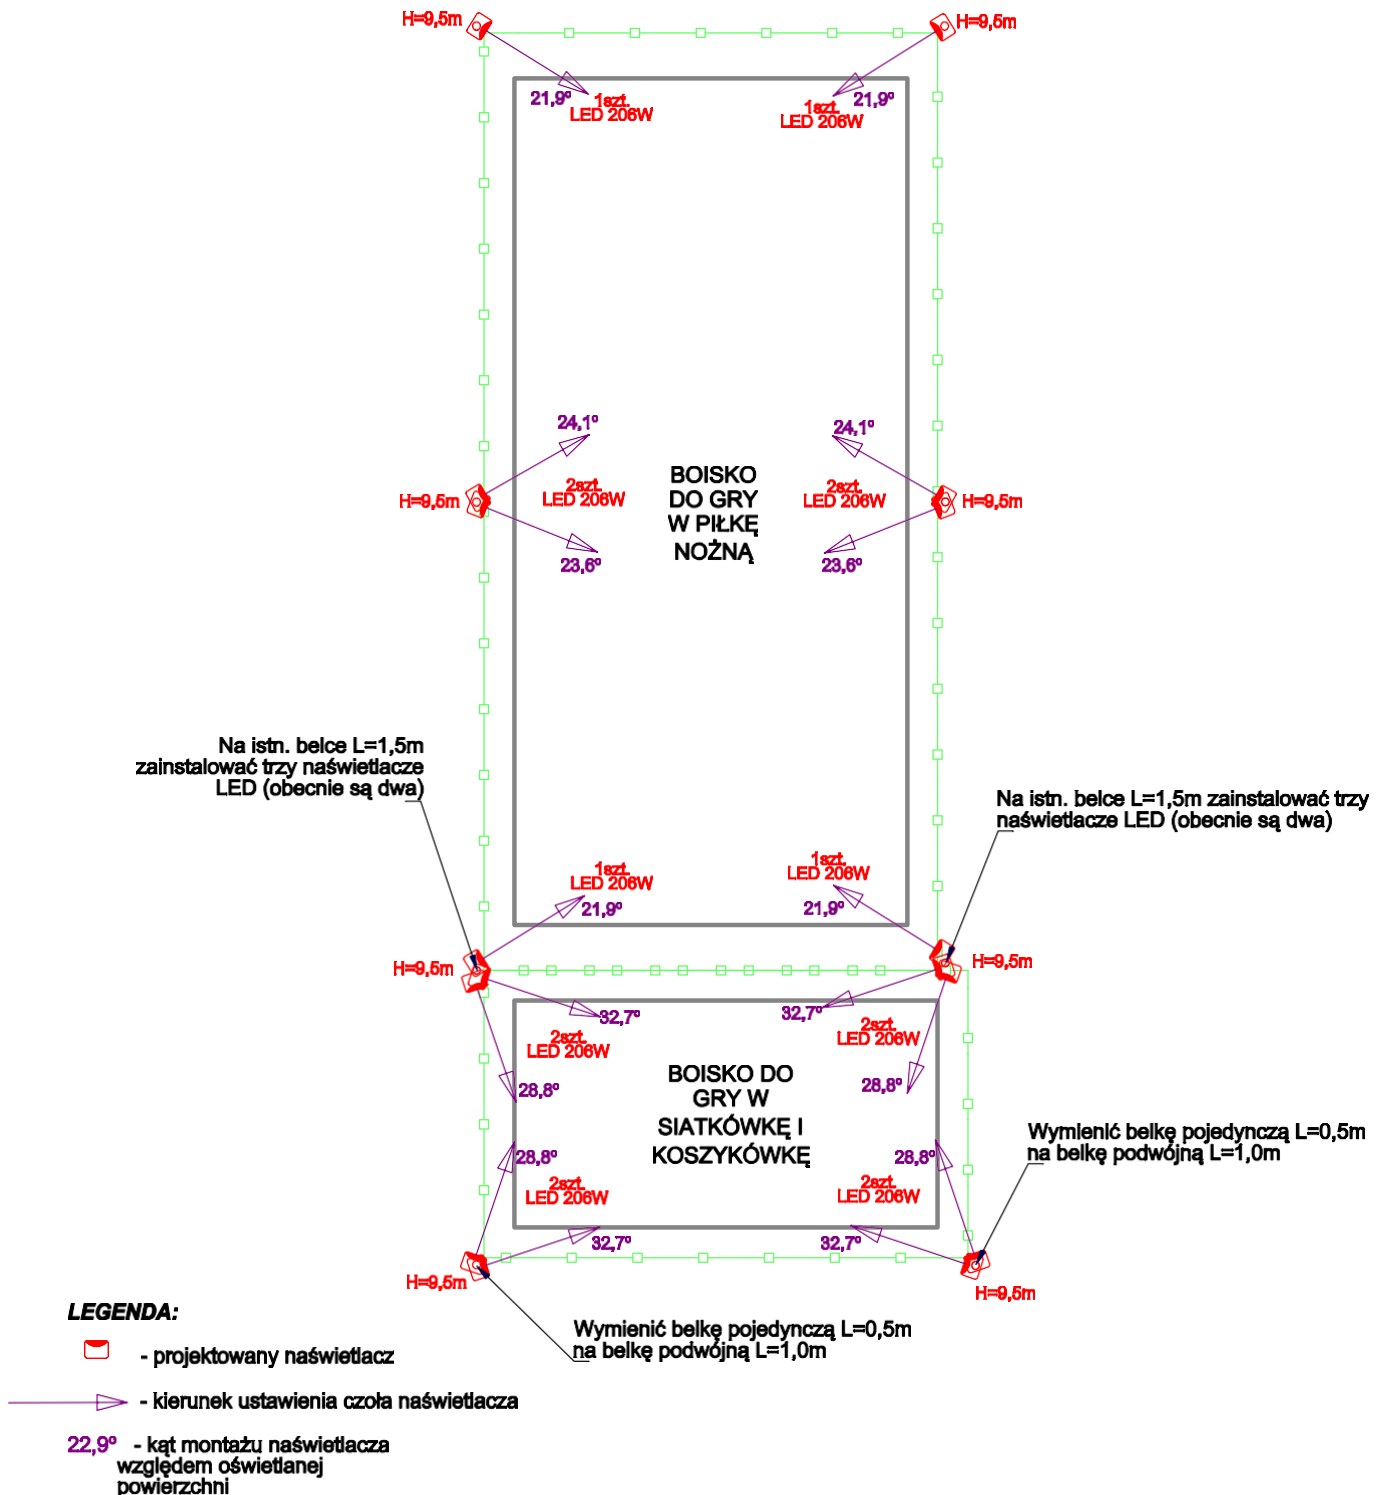 H=9,5m
H=9,5m
21,9°
1szt.
LED 206W
1szt.
LED 206W
21,9°
24,1°
24,1°
H=9,5m
2szt.
LED 206W
BOISKO
DO GRY
W PIŁKĘ
NOŻNĄ
2szt.
LED 206W
H=9,5m
23,6°
23,6°
Na istn. belce L=1,5m
zainstalować trzy naświetlacze
LED (obecnie są dwa)
Na istn. belce L=1,5m zainstalować trzy
naświetlacze LED (obecnie są dwa)
1szt.
LED 206W
21,9°
1szt.
LED 206W
21,9°
H=9,5m
H=9,5m
32,7°
32,7°
2szt.
LED 206W
2szt.
LED 206W
28,8°
28,8°
BOISKO DO
GRY W
SIATKÓWKĘ I
KOSZYKÓWKĘ
Wymienić belkę pojedynczą L=0,5m
na belkę podwójną L=1,0m
28,8°
28,8°
2szt.
LED 206W
2szt.
LED 206W
32,7°
32,7°
H=9,5m
H=9,5m
Wymienić belkę pojedynczą L=0,5m
na belkę podwójną L=1,0m
LEGENDA:
- projektowany naświetlacz
- kierunek ustawienia czoła naświetlacza
22,9° - kąt montażu naświetlacza
względem oświetlanej
powierzchni